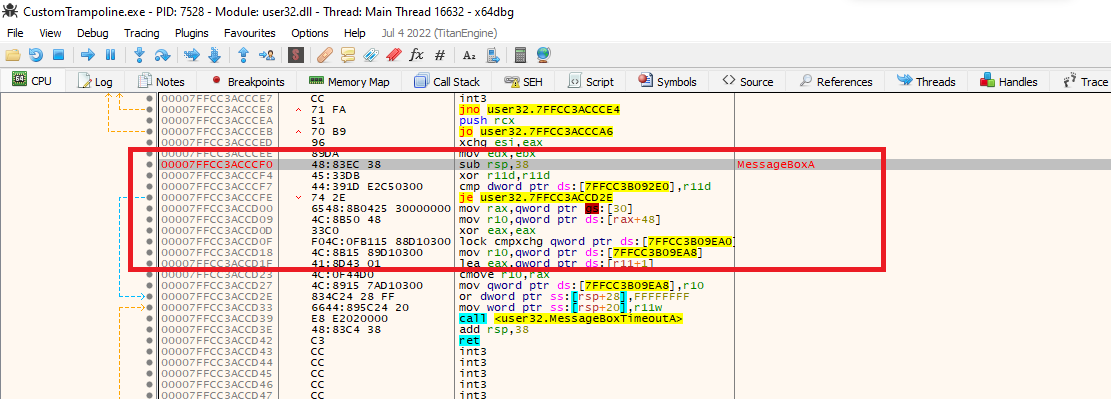 CustomTrampoline.exe - PID: 7528 - Module: user32.dll - Thread: Main Thread 16632 - x64dbg
File View Debug Tracing Plugins Favourites Options Help Jul 4 2022 (TitanEngine)
CPU Log Notes Breakpoints Memory Map Call Stack SEH Script Symbols Source References Threads Handles Trace
00007FFCC3ACCCE7 CC int3
00007FFCC3ACCCE8 71 FA jno user32.7FFCC3ACCCE4
00007FFCC3ACCCEA 51 push rcx
00007FFCC3ACCCEB 70 B9 jo user32.7FFCC3ACCCA6
00007FFCC3ACCCED 96 xchg esi,eax
00007FFCC3ACCCEE 89DA mov edx,ebx
00007FFCC3ACCCF0 48:83EC 38 sub rsp,38 MessageBoxA
00007FFCC3ACCCF4 45:33DB xor r11d,r11d
00007FFCC3ACCCF7 44:391D E2C50300 cmp dword ptr ds:[7FFCC3B092E0],r11d
00007FFCC3ACCCFE 74 2E je user32.7FFCC3ACCD2E
00007FFCC3ACCD00 6548:8B0425 30000000 mov rax,qword ptr gs:[30]
00007FFCC3ACCD09 4C:8B50 48 mov r10,qword ptr ds:[rax+48]
00007FFCC3ACCD0D 33C0 xor eax,eax
00007FFCC3ACCD0F F04C:0FB115 88D10300 lock cmpxchg qword ptr ds:[7FFCC3B09EA0]
00007FFCC3ACCD18 4C:8B15 89D10300 mov r10,qword ptr ds:[7FFCC3B09EA8]
00007FFCC3ACCD1F 41:8D43 01 lea eax,qword ptr ds:[r11+1]
00007FFCC3ACCD23 4C:0F44D0 cmove r10,rax
00007FFCC3ACCD27 4C:8915 7AD10300 mov qword ptr ds:[7FFCC3B09EA8],r10
00007FFCC3ACCD2E 834C24 28 FF or dword ptr ss:[rsp+28],FFFFFFFF
00007FFCC3ACCD33 6644:895C24 20 mov word ptr ss:[rsp+20],r11w
00007FFCC3ACCD39 E8 E2020000 call <user32.MessageBoxTimeoutA>
00007FFCC3ACCD3E 48:83C4 38 add rsp,38
00007FFCC3ACCD42 C3 ret
00007FFCC3ACCD43 CC int3
00007FFCC3ACCD44 CC int3
00007FFCC3ACCD45 CC int3
00007FFCC3ACCD46 CC int3
00007FFCC3ACCD47 CC int3